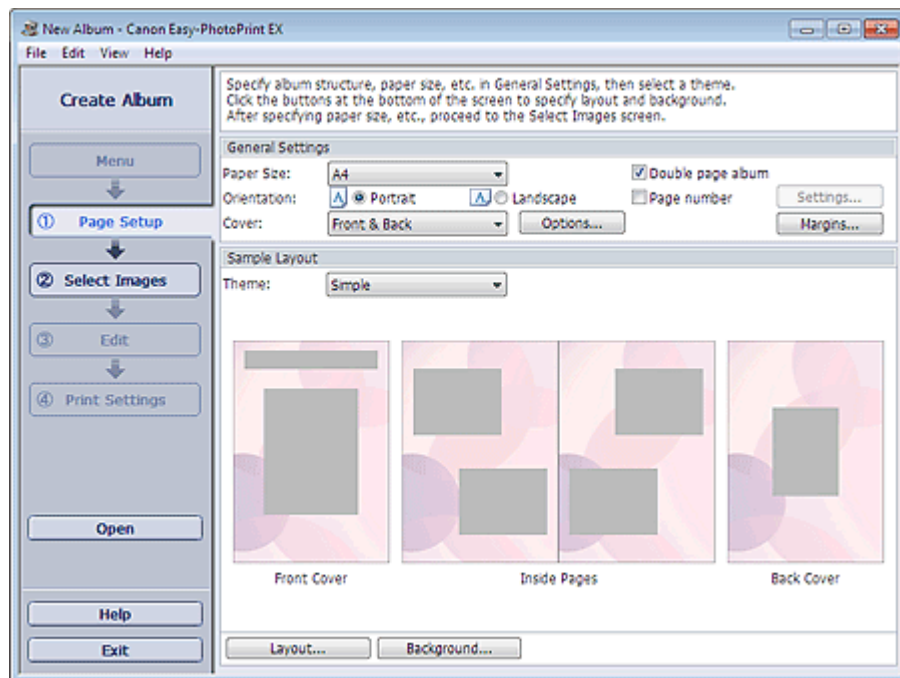 New Album - Canon Easy-PhotoPrint EX
File Edit View Help
Create Album
Menu
① Page Setup
② Select Images
③ Edit
④ Print Settings
Open
Help
Exit
Specify album structure, paper size, etc. in General Settings, then select a theme.
Click the buttons at the bottom of the screen to specify layout and background.
After specifying paper size, etc., proceed to the Select Images screen.
General Settings
Paper Size: A4 Double page album
Orientation: A Portrait A Landscape Page number Settings...
Cover: Front & Back Options... Margins...
Sample Layout
Theme: Simple
Front Cover Inside Pages Back Cover
Layout... Background...